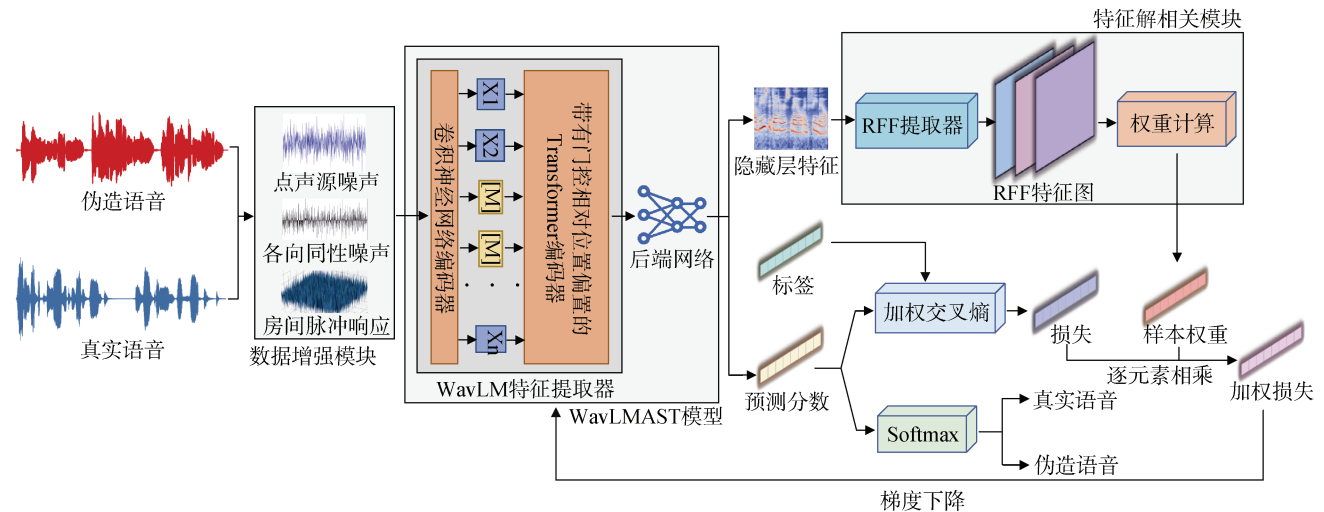 伪造语音
真实语音
点声源噪声
各向同性噪声
房间脉冲响应
数据增强模块
卷积神经网络编码器
X1
X2
[M]
[M]
· · ·
Xn
带有门控相对位置偏置的
Transformer编码器
WavLM特征提取器
后端网络
WavLMAST模型
特征解相关模块
隐藏层特征
RFF提取器
RFF特征图
权重计算
标签
预测分数
加权交叉熵
Softmax
损失
样本权重
逐元素相乘
加权损失
真实语音
伪造语音
梯度下降